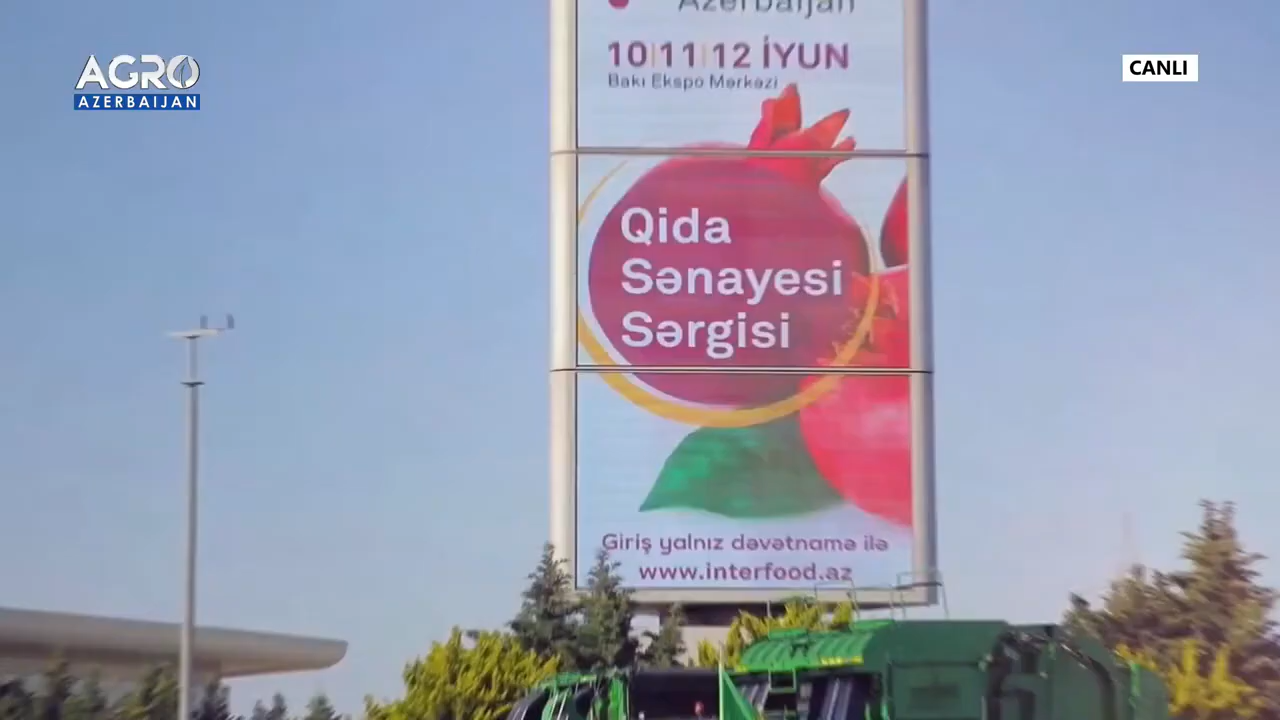 Azerbaijan
10|11|12 İYUN
Bakı Ekspo Mərkəzi
Qida
Sənayesi
Sərgisi
Giriş yalnız dəvətnamə ilə
www.interfood.az
AGRO
AZERBAIJAN
CANLI